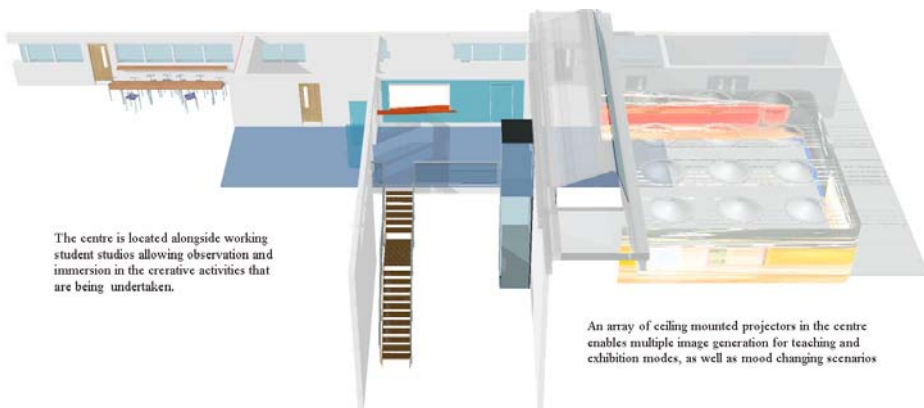 The centre is located alongside working
student studios allowing observation and
immersion in the crerative activities that
are being undertaken.
An array of ceiling mounted projectors in the centre
enables multiple image generation for teaching and
exhibition modes, as well as mood changing scenarios